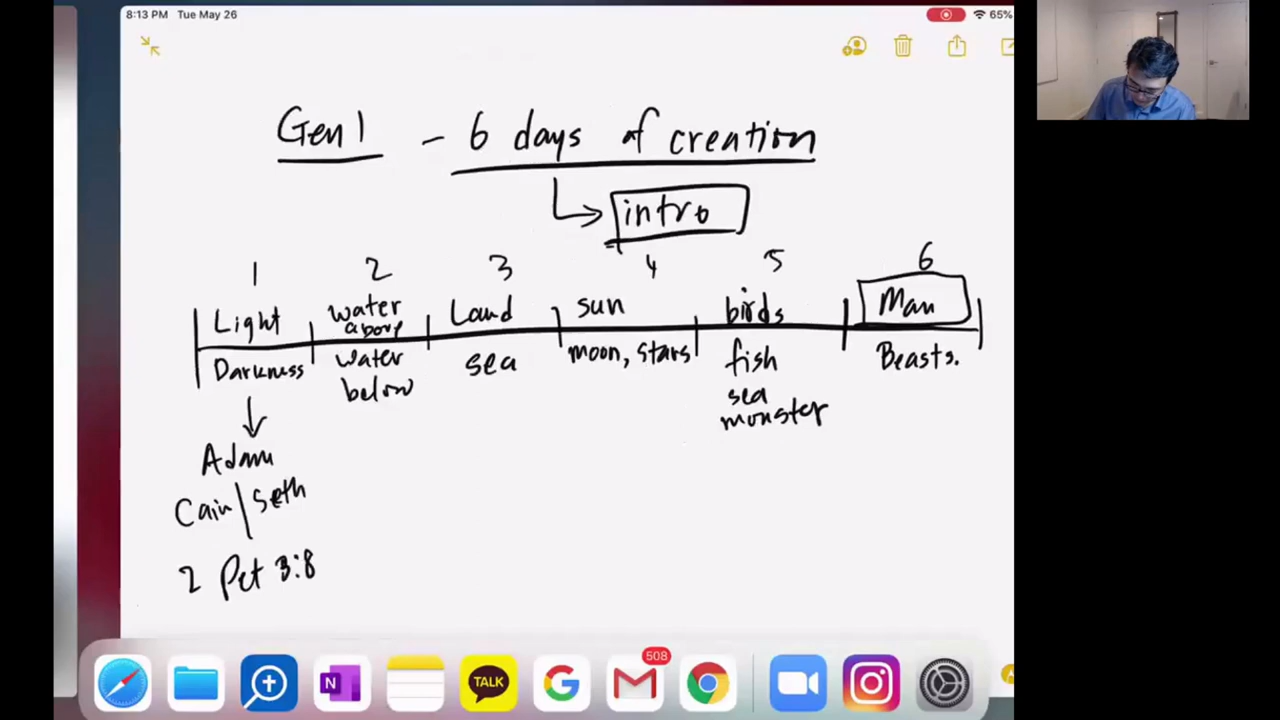 8:13 PM Tue May 26
65%
Gen 1 - 6 days of creation
intro
1 2 3 4 5 6
Light water above Land sun birds Man
Darkness water below sea moon, stars fish sea monster Beasts.
Adam
Cain/Seth
2 Pet 3:8
TALK
508
N
G